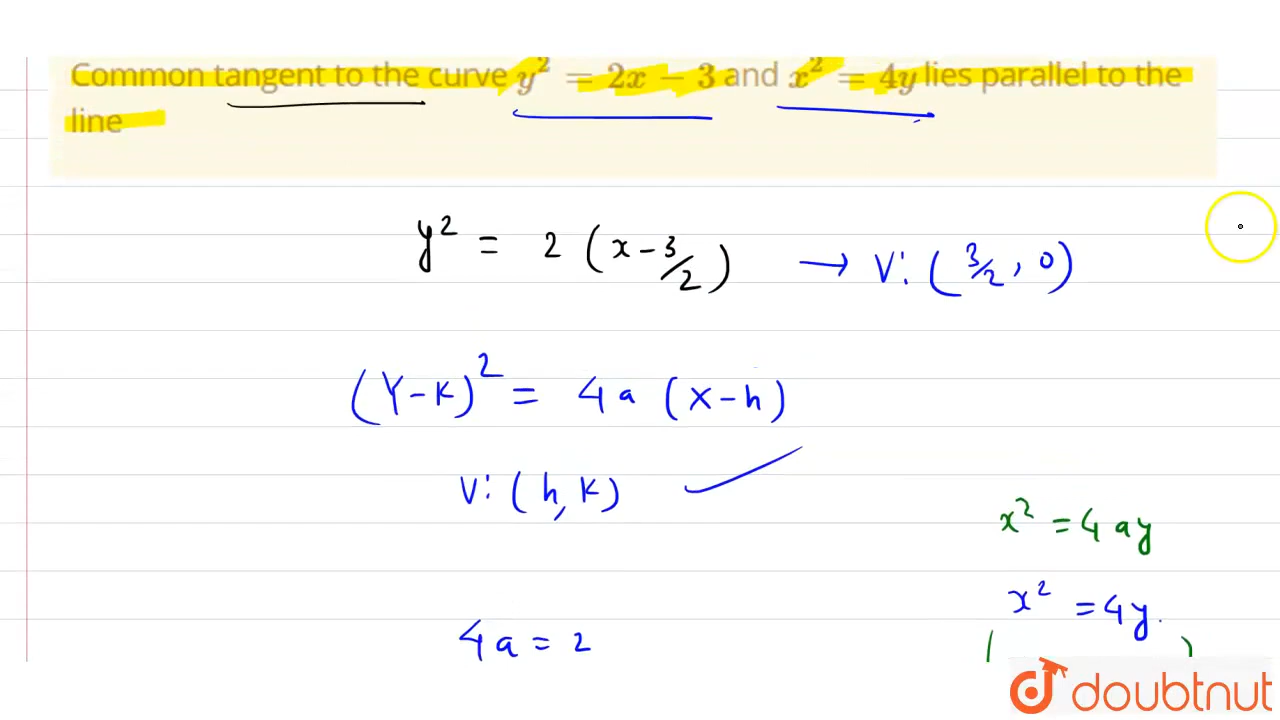 Common tangent to the curve y² = 2x − 3 and x² = 4y lies parallel to the
line
y² = 2 (x − 3/2) → V: (3/2, 0)
(Y − K)² = 4a (X − h)
V: (h, K)
x² = 4ay
x² = 4y
4a = 2
( )
doubtnut